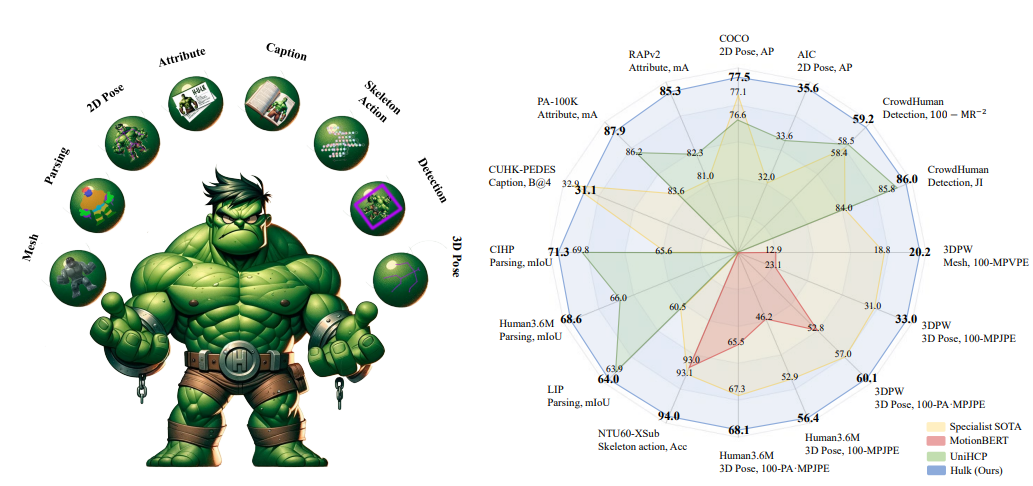 Mesh
Parsing
2D Pose
Attribute
Caption
Skeleton
Action
Detection
3D Pose
HULK
H
COCO
2D Pose, AP
77.5
77.1
76.6
AIC
2D Pose, AP
35.6
33.6
32.0
CrowdHuman
Detection, 100 − MR⁻²
59.2
58.5
58.4
CrowdHuman
Detection, JI
86.0
85.8
84.0
3DPW
Mesh, 100-MPVPE
20.2
18.8
12.9
3DPW
3D Pose, 100-MPJPE
33.0
31.0
23.1
3DPW
3D Pose, 100-PA·MPJPE
60.1
57.0
52.8
Human3.6M
3D Pose, 100-MPJPE
56.4
52.9
46.2
Human3.6M
3D Pose, 100-PA·MPJPE
68.1
67.3
65.5
NTU60-XSub
Skeleton action, Acc
94.0
93.1
93.0
LIP
Parsing, mIoU
64.0
63.9
60.5
Human3.6M
Parsing, mIoU
68.6
66.0
CIHP
Parsing, mIoU
71.3
69.8
65.6
CUHK-PEDES
Caption, B@4
32.9
31.1
PA-100K
Attribute, mA
87.9
86.2
83.6
RAPv2
Attribute, mA
85.3
82.3
81.0
Specialist SOTA
MotionBERT
UniHCP
Hulk (Ours)